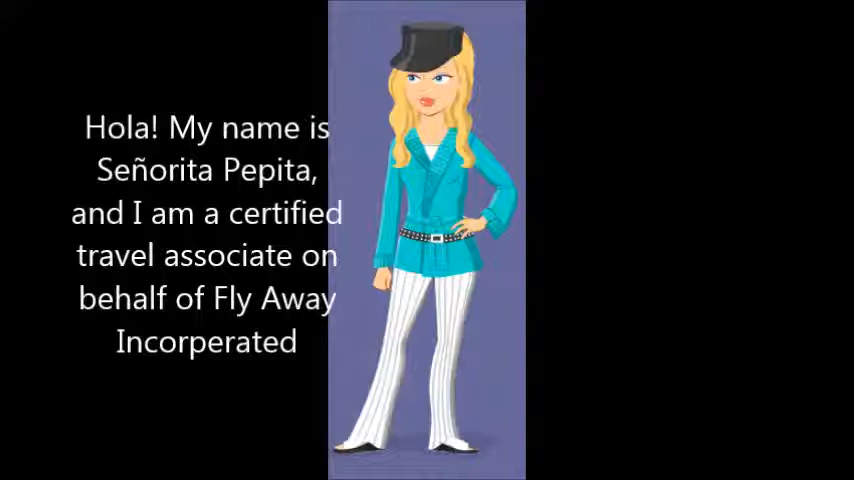 Hola! My name is
Señorita Pepita,
and I am a certified
travel associate on
behalf of Fly Away
Incorperated